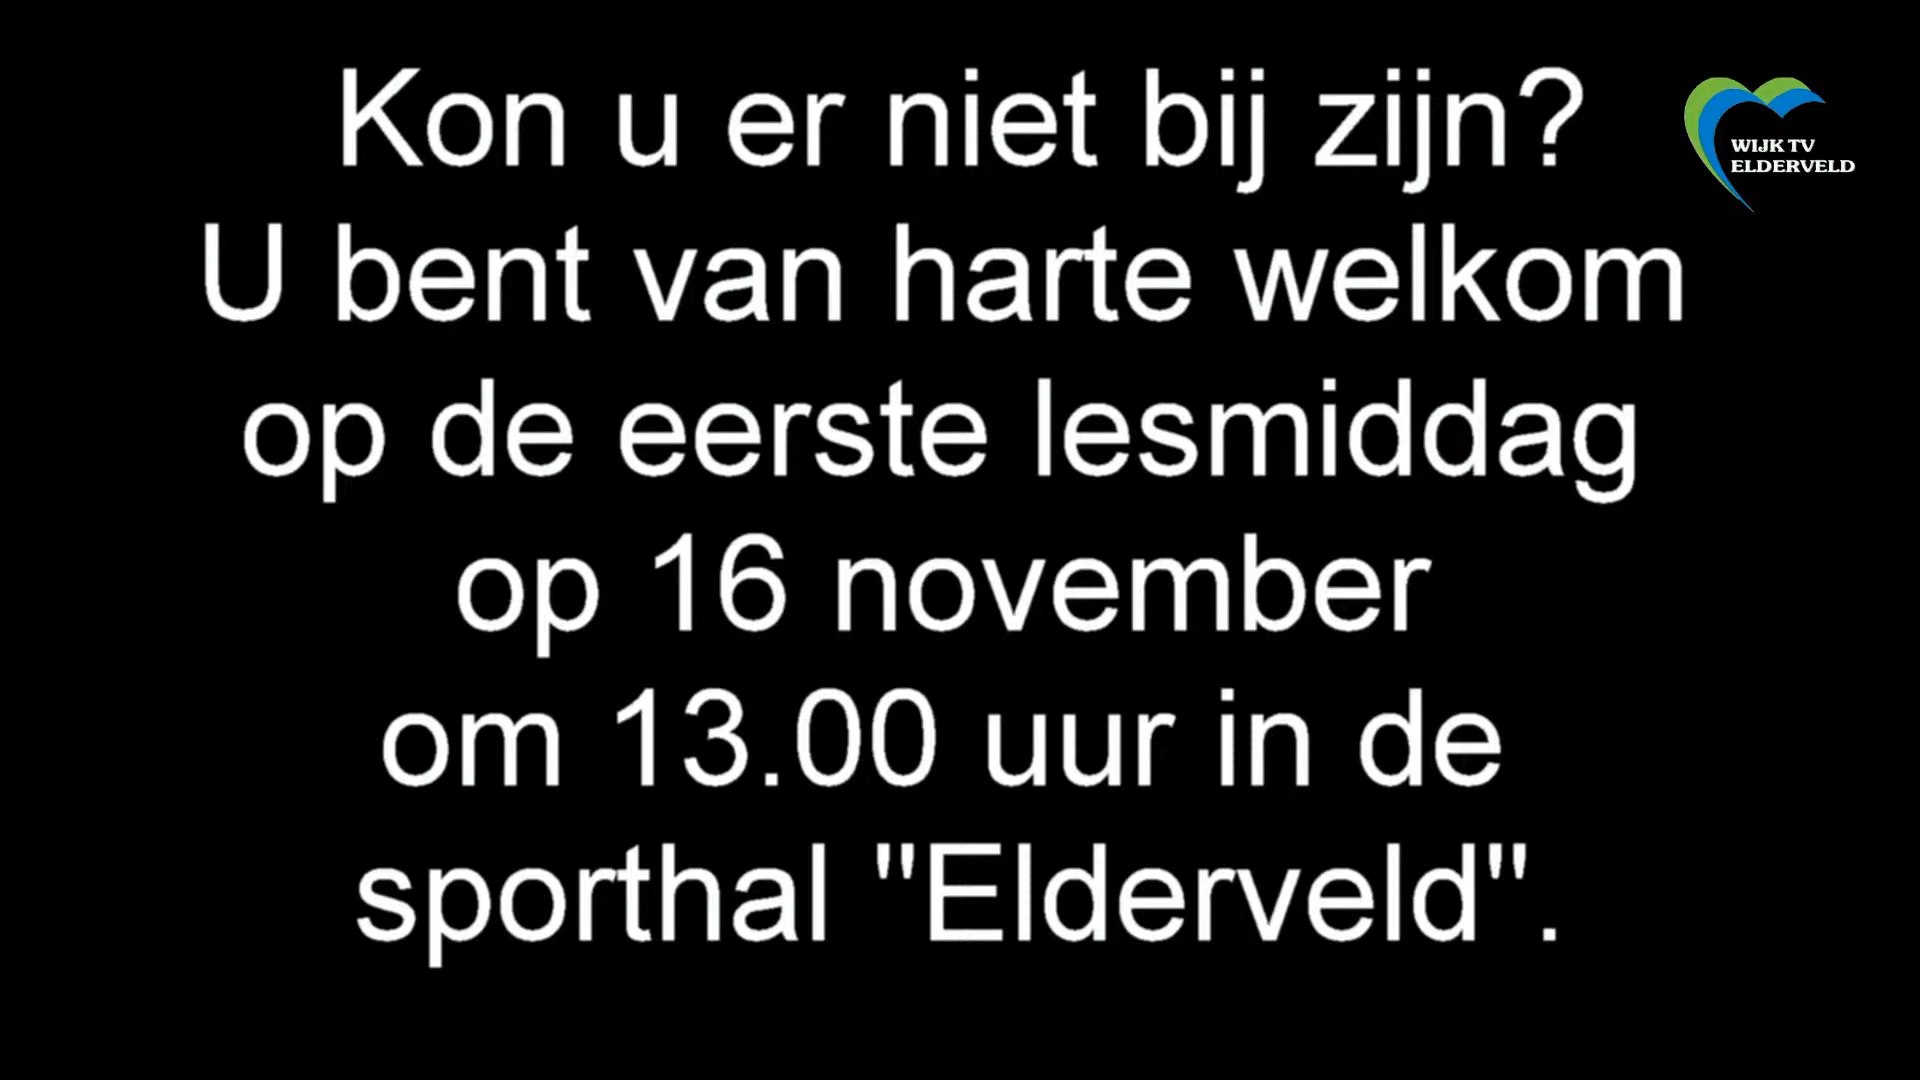 Kon u er niet bij zijn?
WIJK TV
ELDERVELD
U bent van harte welkom
op de eerste lesmiddag
op 16 november
om 13.00 uur in de
sporthal "Elderveld".